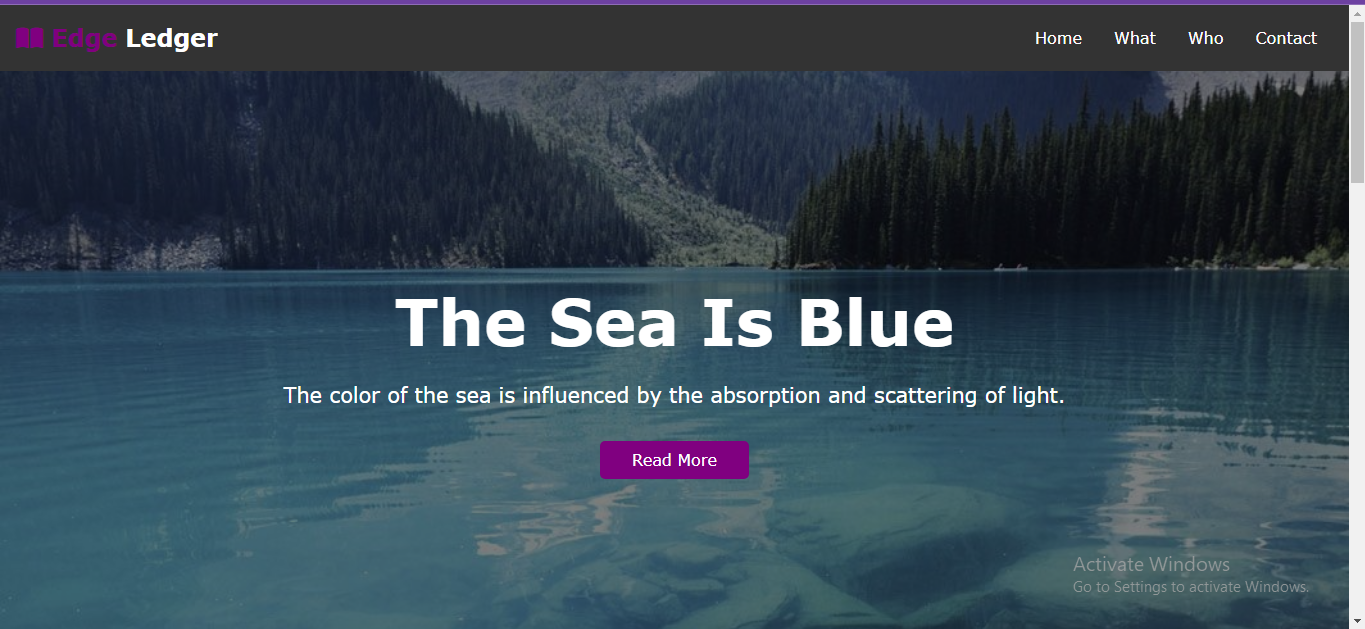 Edge Ledger
Home What Who Contact
The Sea Is Blue
The color of the sea is influenced by the absorption and scattering of light.
Read More
Activate Windows
Go to Settings to activate Windows.